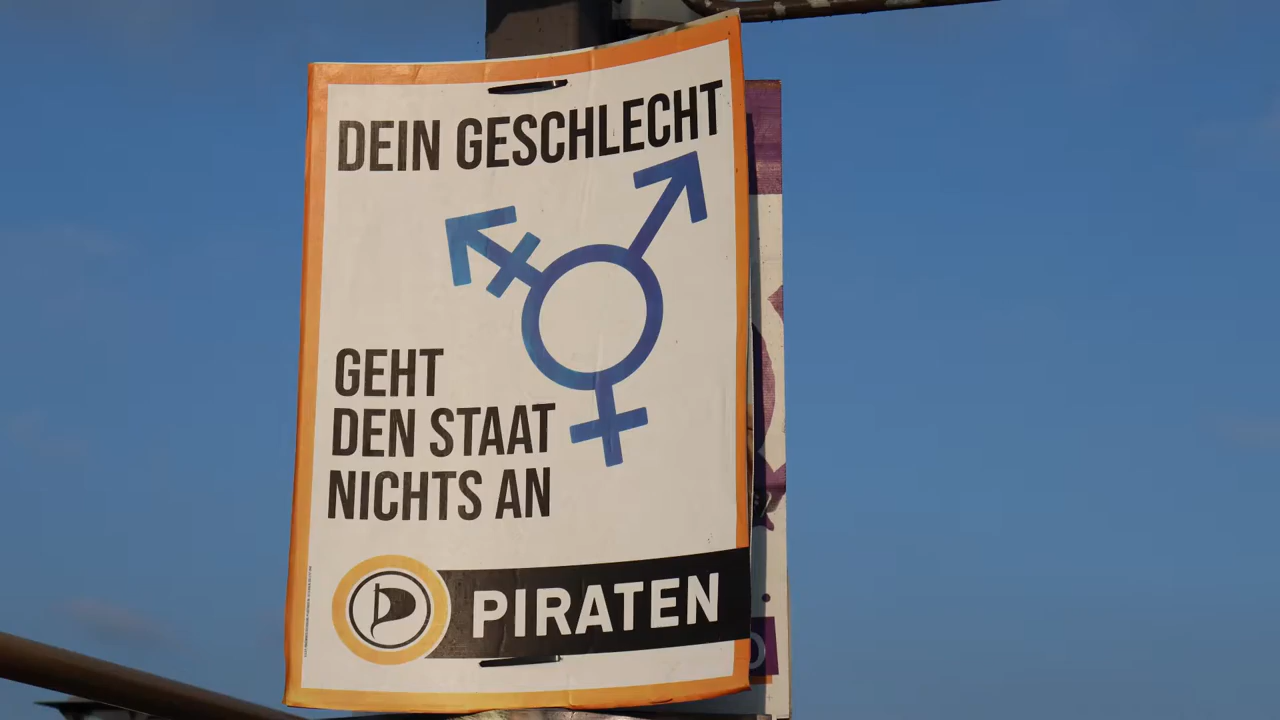 DEIN GESCHLECHT
GEHT
DEN STAAT
NICHTS AN
PIRATEN